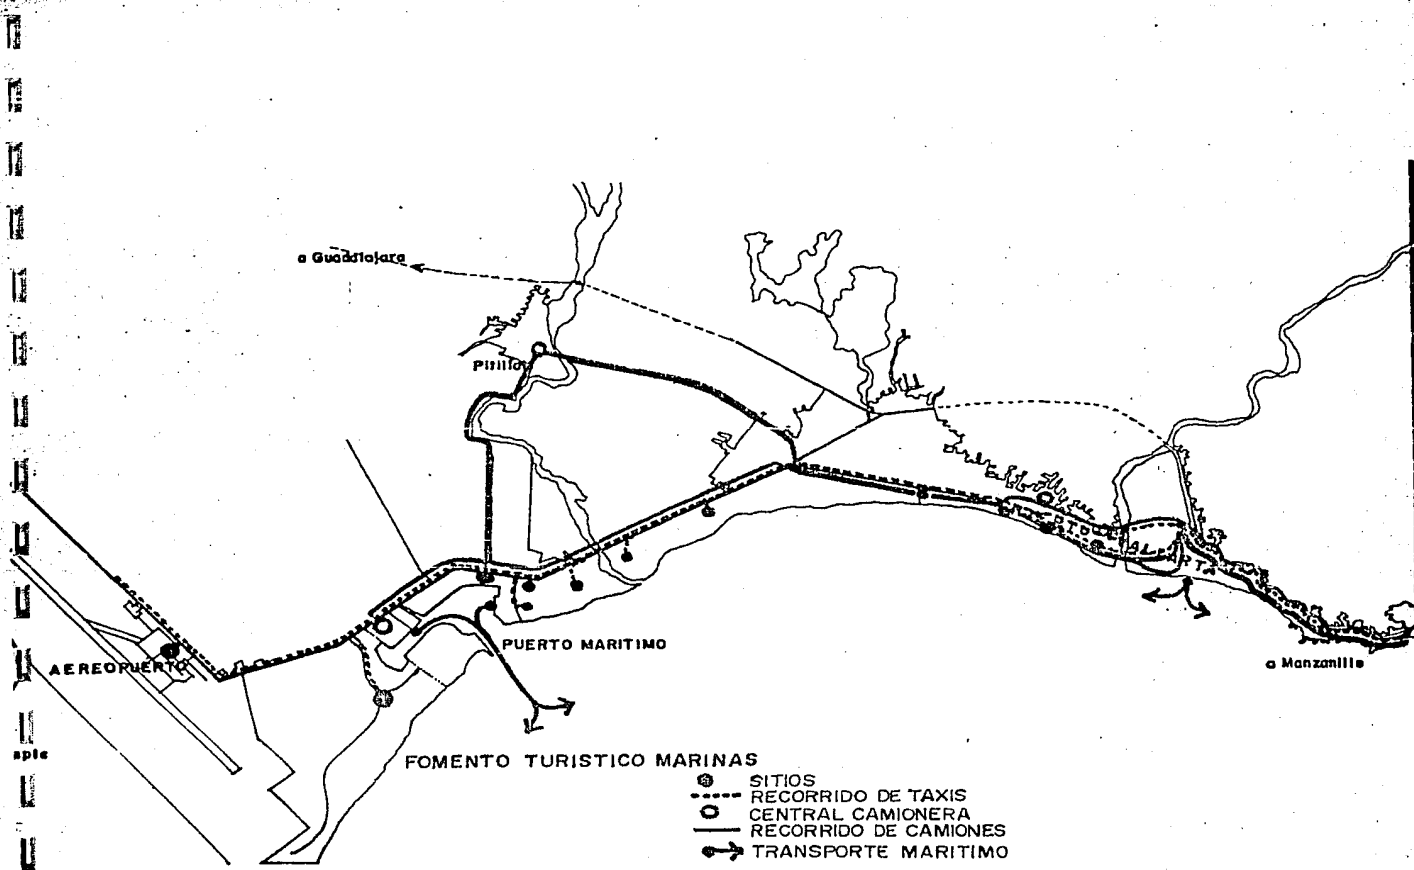 a Guadalajara
Pitillal
AEREOPUERTO
PUERTO MARITIMO
a Manzanillo
FOMENTO TURISTICO MARINAS
SITIOS
RECORRIDO DE TAXIS
CENTRAL CAMIONERA
RECORRIDO DE CAMIONES
TRANSPORTE MARITIMO